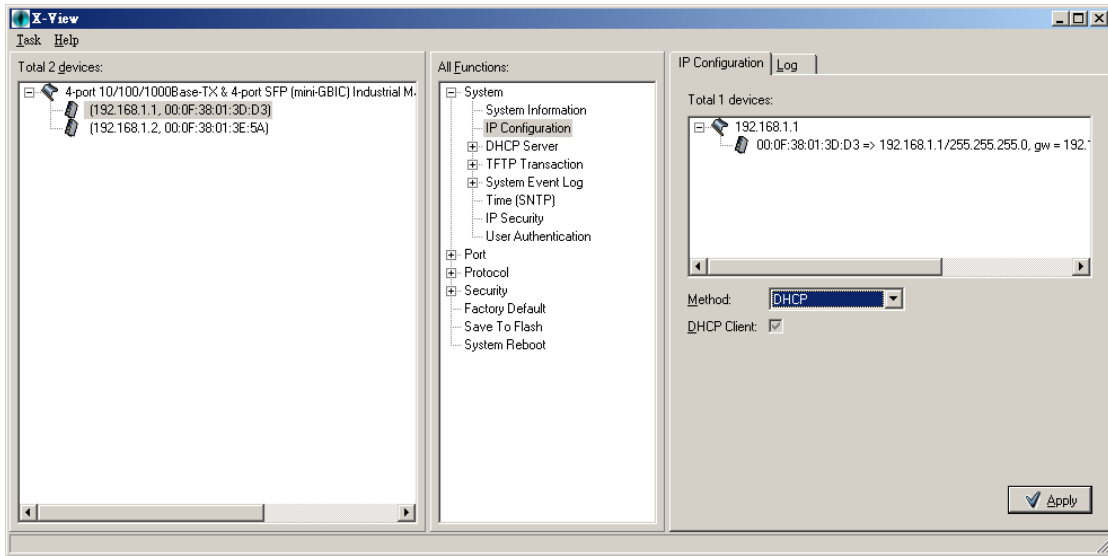 X-View
Task Help
Total 2 devices:
4-port 10/100/1000Base-TX & 4-port SFP (mini-GBIC) Industrial M
(192.168.1.1, 00:0F:38:01:3D:D3)
(192.168.1.2, 00:0F:38:01:3E:5A)
All Functions:
System
System Information
IP Configuration
DHCP Server
TFTP Transaction
System Event Log
Time (SNTP)
IP Security
User Authentication
Port
Protocol
Security
Factory Default
Save To Flash
System Reboot
IP Configuration Log
Total 1 devices:
192.168.1.1
00:0F:38:01:3D:D3 => 192.168.1.1/255.255.255.0, gw = 192.
Method: DHCP
DHCP Client:
Apply